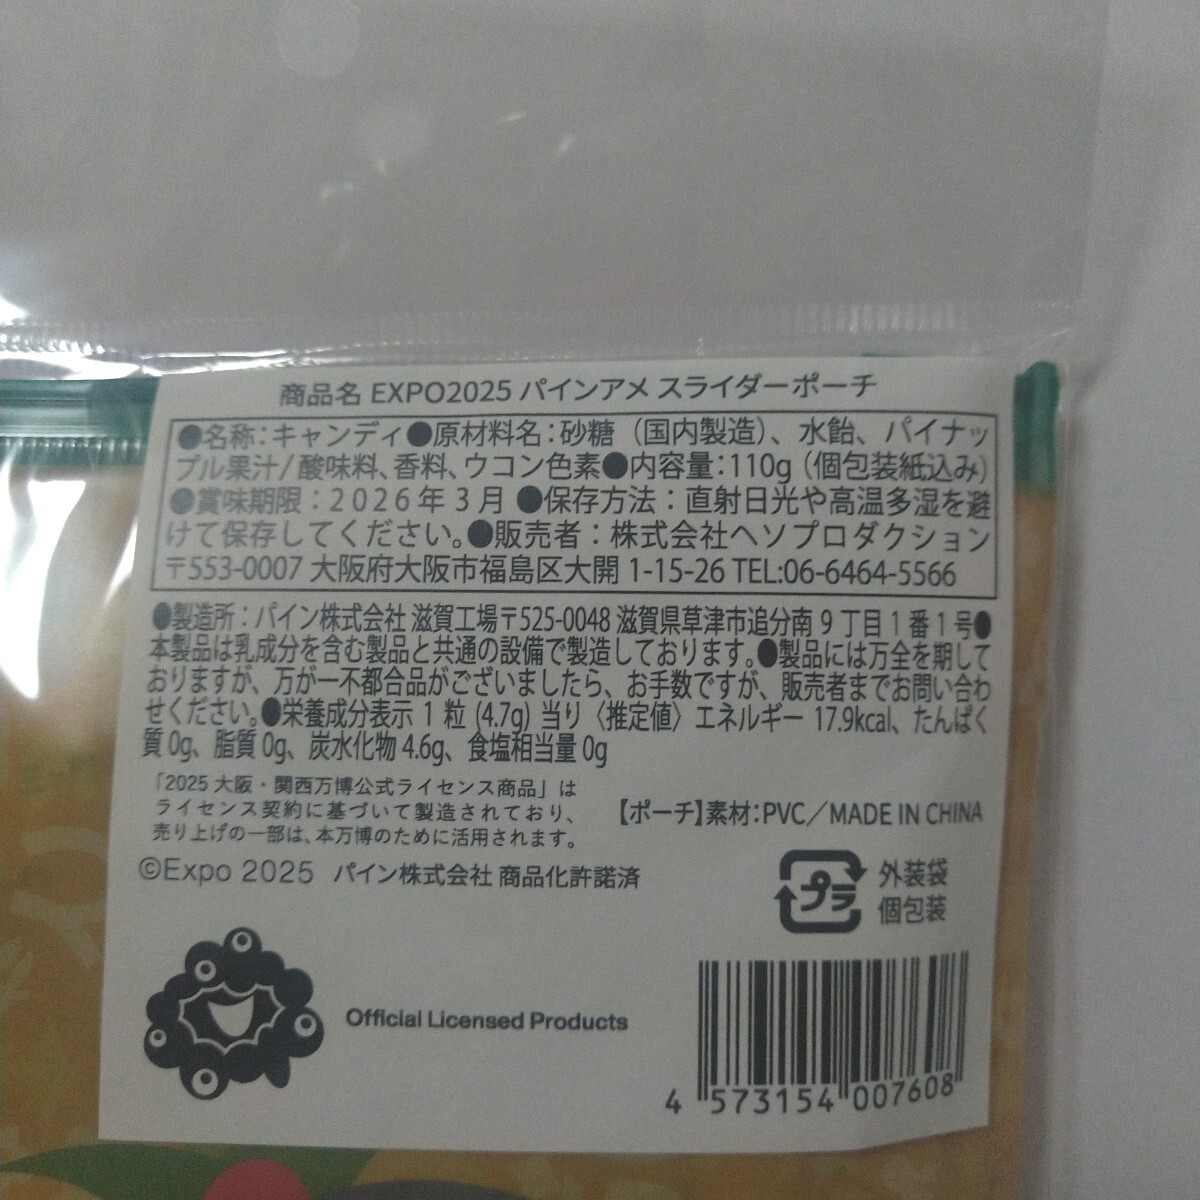 商品名 EXPO2025 パインアメ スライダーポーチ
●名称：キャンディ●原材料名：砂糖（国内製造）、水飴、パイナッ
プル果汁/酸味料、香料、ウコン色素●内容量：110g（個包装紙込み）
●賞味期限：2026年3月 ●保存方法：直射日光や高温多湿を避
けて保存してください。●販売者：株式会社ヘソプロダクション
〒553-0007 大阪府大阪市福島区大開 1-15-26 TEL:06-6464-5566
●製造所：パイン株式会社 滋賀工場〒525-0048 滋賀県草津市追分南9丁目1番1号●
本製品は乳成分を含む製品と共通の設備で製造しております。●製品には万全を期して
おりますが、万が一不都合品がございましたら、お手数ですが、販売者までお問い合わ
せください。●栄養成分表示 1 粒 (4.7g) 当り〈推定値〉エネルギー 17.9kcal、たんぱく
質 0g、脂質 0g、炭水化物 4.6g、食塩相当量 0g
「2025 大阪・関西万博公式ライセンス商品」は
ライセンス契約に基づいて製造されており、
売り上げの一部は、本万博のために活用されます。
【ポーチ】素材：PVC／MADE IN CHINA
©Expo 2025 パイン株式会社 商品化許諾済
プラ
外装袋
個包装
Official Licensed Products
4 573154 007608